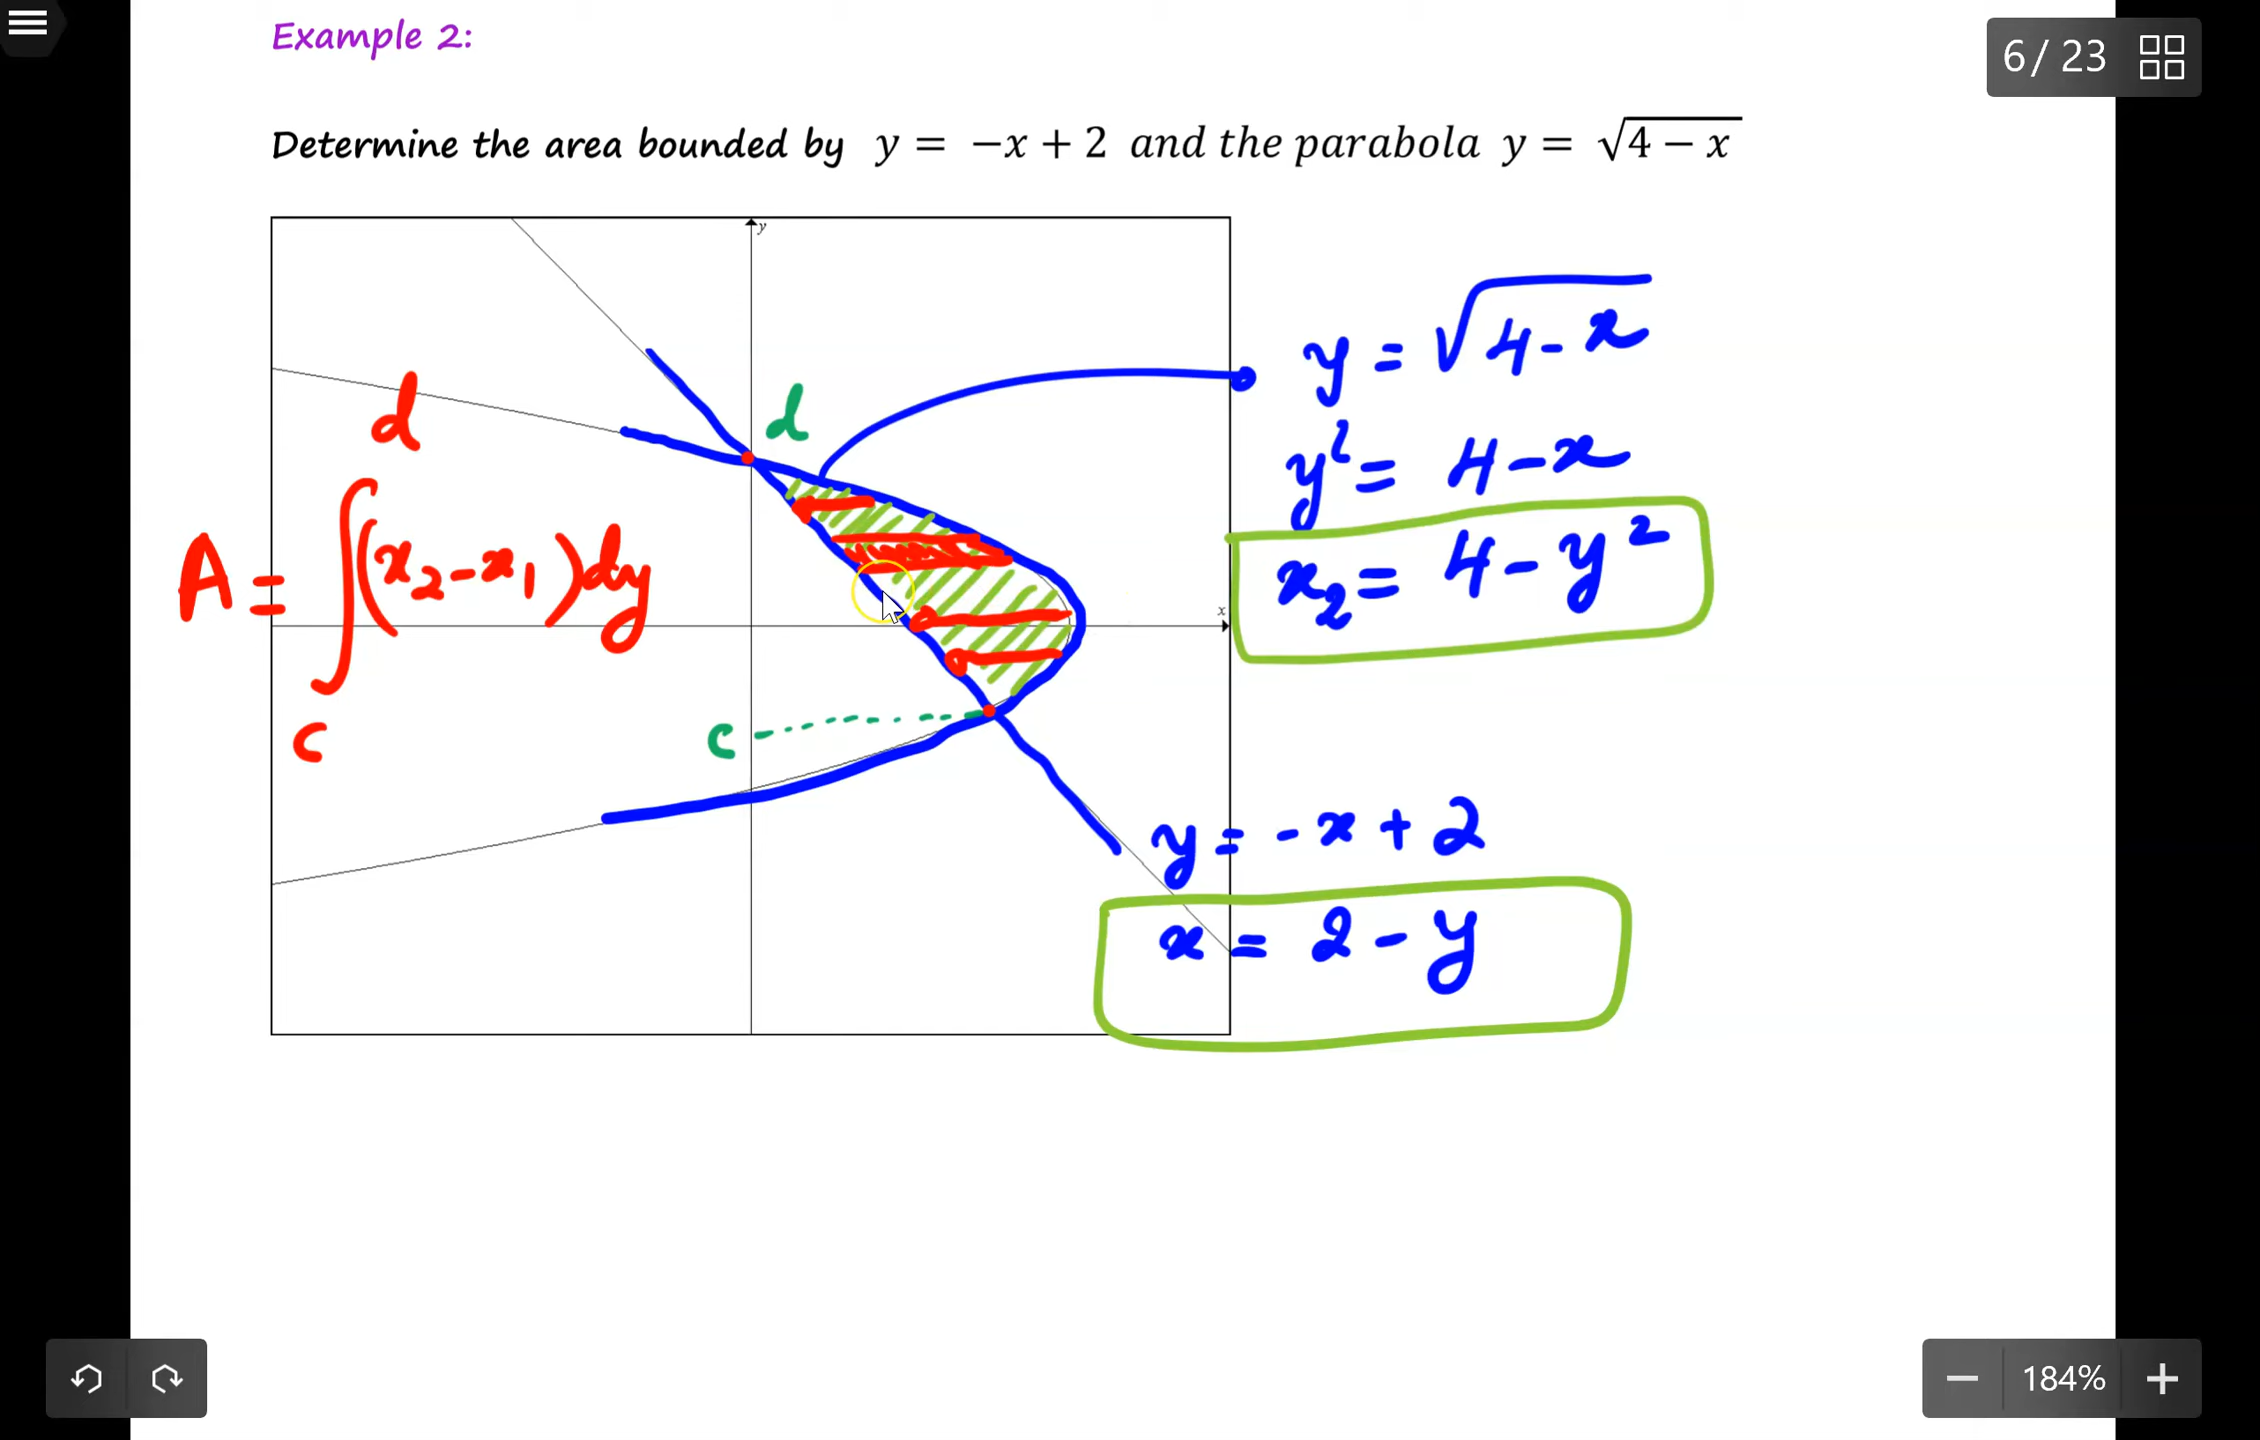 Example 2:
6 / 23
Determine the area bounded by y = −x + 2 and the parabola y = √4 − x
y
x
d
d
A = ∫(x₂-x₁)dy
c
c
y = √4-x
y² = 4-x
x₂ = 4-y²
y = -x + 2
x = 2 - y
184%